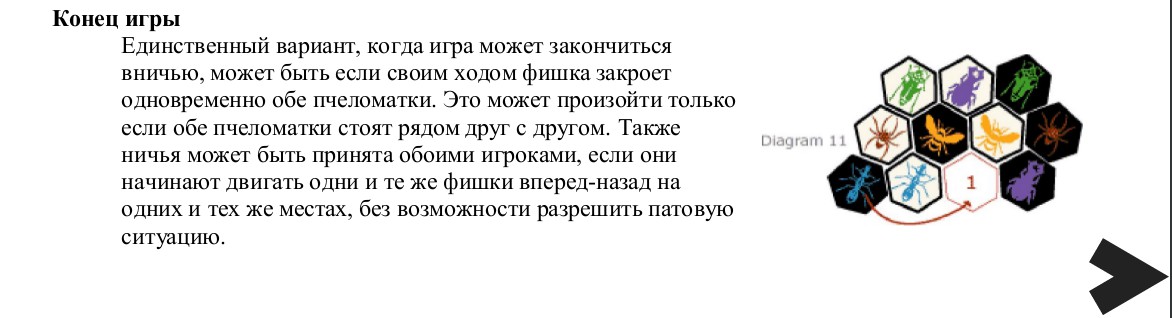 Конец игры
Единственный вариант, когда игра может закончиться
вничью, может быть если своим ходом фишка закроет
одновременно обе пчеломатки. Это может произойти только
если обе пчеломатки стоят рядом друг с другом. Также
ничья может быть принята обоими игроками, если они
начинают двигать одни и те же фишки вперед-назад на
одних и тех же местах, без возможности разрешить патовую
ситуацию.
Diagram 11
1